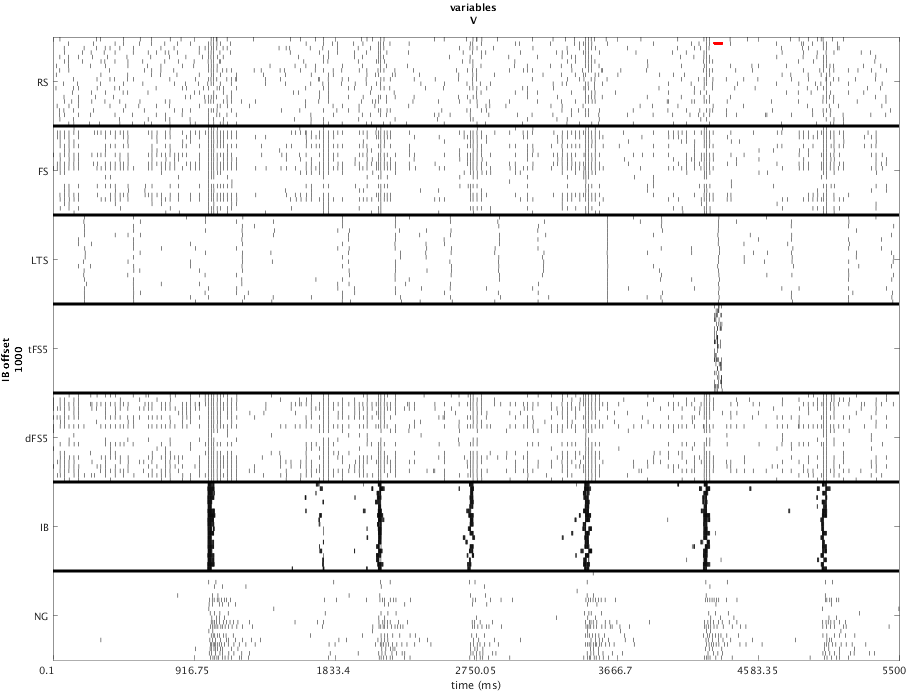 variables
V
RS
FS
LTS
tFS5
dFS5
IB
NG
IB offset
1000
0.1 916.75 1833.4 2750.05 3666.7 4583.35 5500
time (ms)